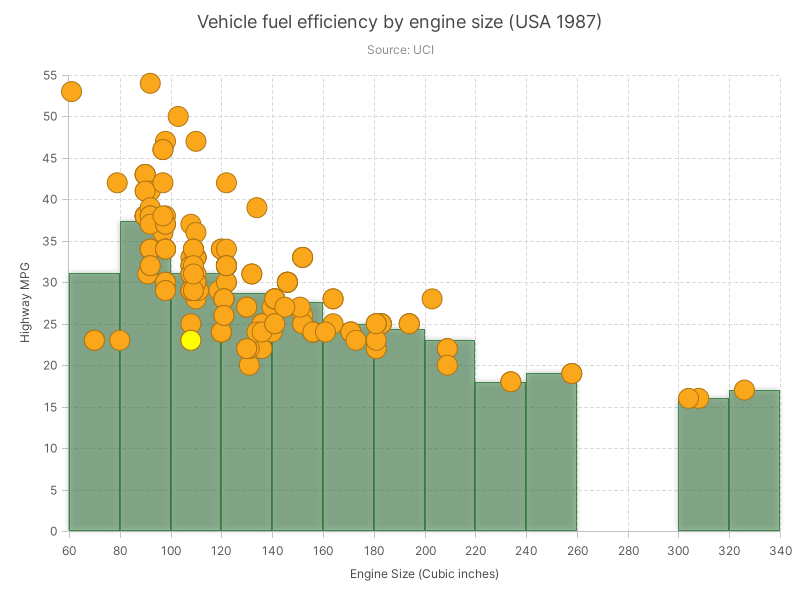 Vehicle fuel efficiency by engine size (USA 1987)
Source: UCI
55
50
45
40
35
30
25
20
15
10
5
0
Highway MPG
60 80 100 120 140 160 180 200 220 240 260 280 300 320 340
Engine Size (Cubic inches)